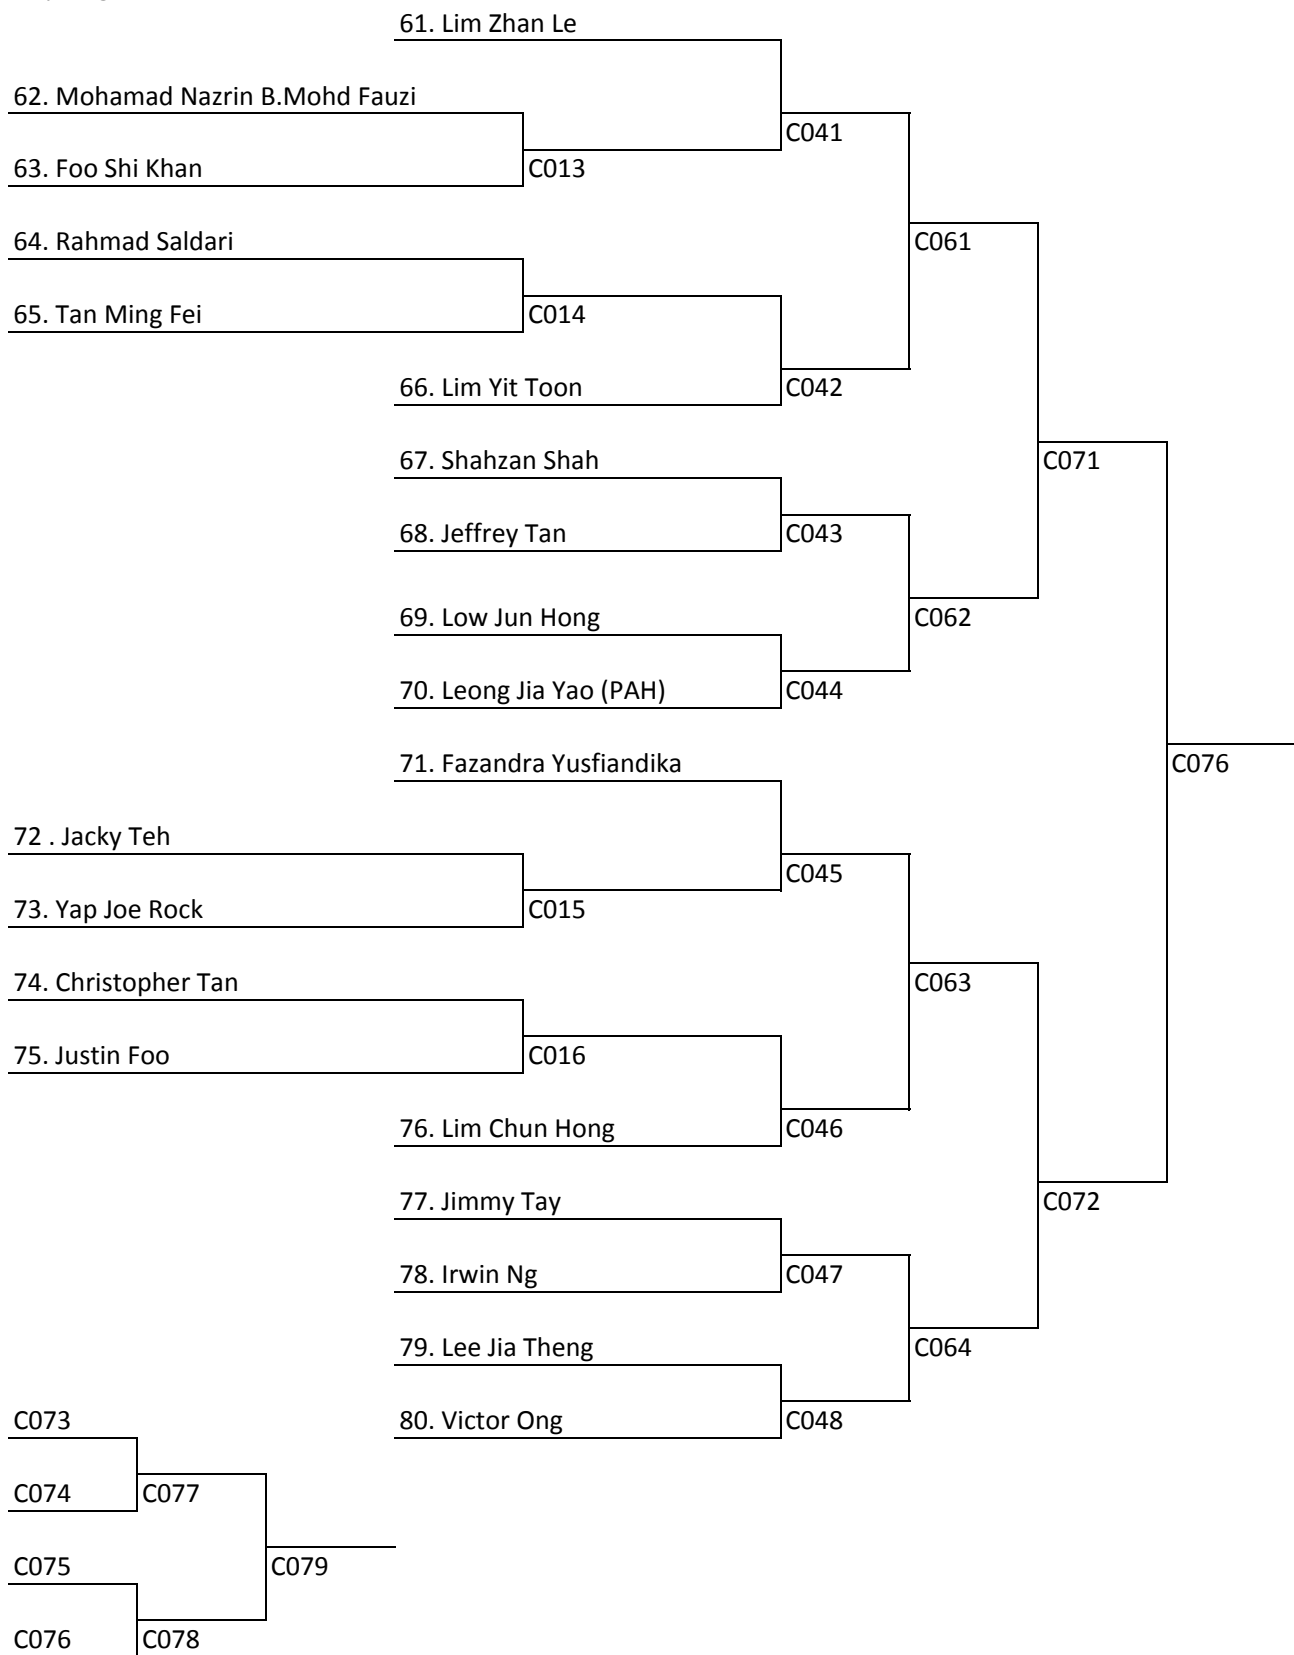 61. Lim Zhan Le
62. Mohamad Nazrin B.Mohd Fauzi
C041
63. Foo Shi Khan
C013
64. Rahmad Saldari
C061
65. Tan Ming Fei
C014
66. Lim Yit Toon
C042
67. Shahzan Shah
C071
68. Jeffrey Tan
C043
69. Low Jun Hong
C062
70. Leong Jia Yao (PAH)
C044
71. Fazandra Yusfiandika
C076
72 . Jacky Teh
C045
73. Yap Joe Rock
C015
74. Christopher Tan
C063
75. Justin Foo
C016
76. Lim Chun Hong
C046
77. Jimmy Tay
C072
78. Irwin Ng
C047
79. Lee Jia Theng
C064
C073
80. Victor Ong
C048
C074
C077
C075
C079
C076
C078